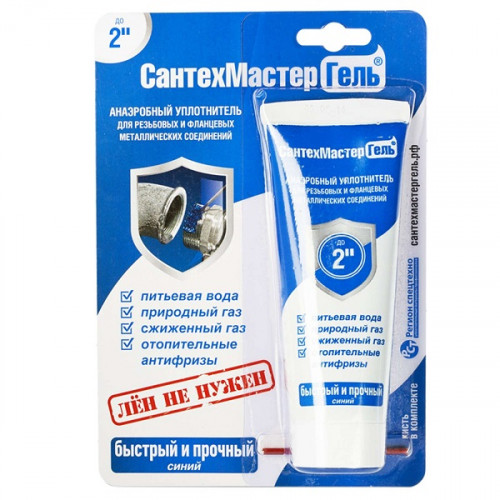 до
2"
СантехМастер Гель®
АНАЭРОБНЫЙ УПЛОТНИТЕЛЬ
ДЛЯ РЕЗЬБОВЫХ И ФЛАНЦЕВЫХ
МЕТАЛЛИЧЕСКИХ СОЕДИНЕНИЙ
питьевая вода
природный газ
сжиженный газ
отопительные
антифризы
ЛЁН НЕ НУЖЕН
быстрый и прочный
синий
СантехМастер Гель®
АНАЭРОБНЫЙ УПЛОТНИТЕЛЬ
ДЛЯ РЕЗЬБОВЫХ И ФЛАНЦЕВЫХ
МЕТАЛЛИЧЕСКИХ СОЕДИНЕНИЙ
до
2"
питьевая вода
природный газ
сжиженный газ
отопительные
антифризы
быстрый и прочный
синий
сантехмастергель.рф
Регион спецтехно
кисть
в комплекте